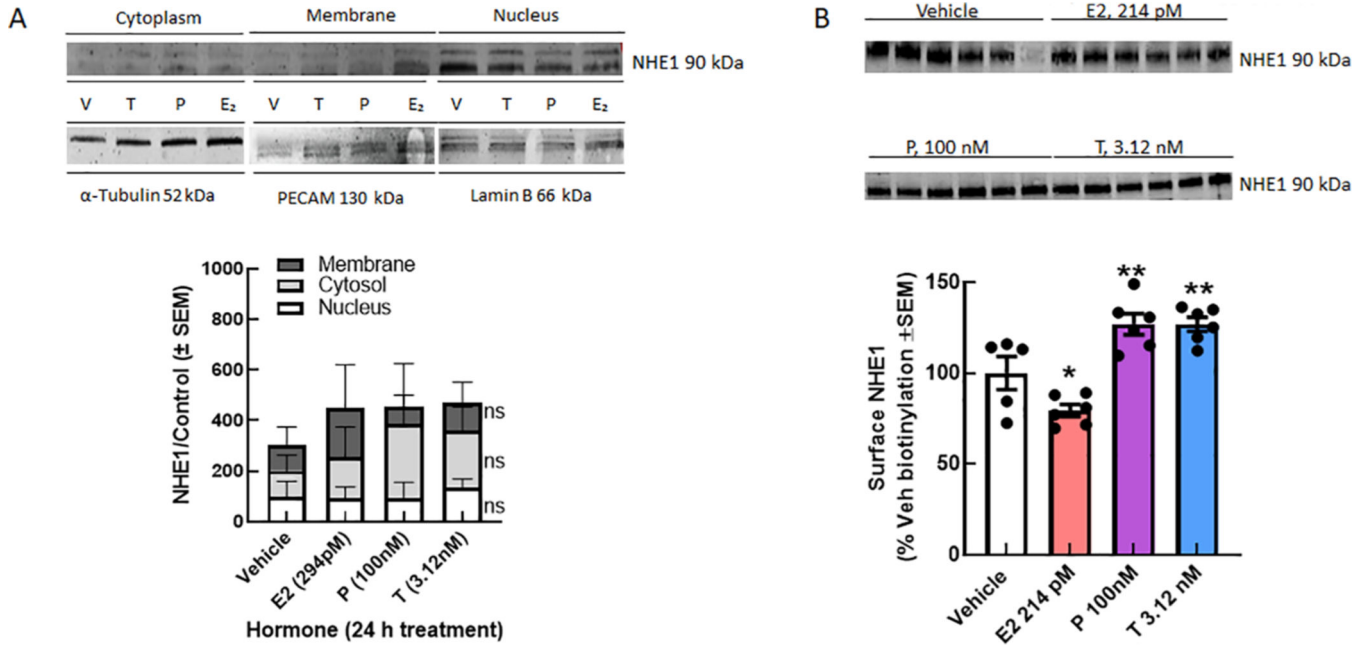 A
Cytoplasm Membrane Nucleus
NHE1 90 kDa
V T P E₂ V T P E₂ V T P E₂
α-Tubulin 52 kDa PECAM 130 kDa Lamin B 66 kDa
1000
800
600
400
200
0
NHE1/Control (± SEM)
Membrane
Cytosol
Nucleus
ns
ns
ns
Vehicle
E2 (294pM)
P (100nM)
T (3.12nM)
Hormone (24 h treatment)
B
Vehicle E2, 214 pM
NHE1 90 kDa
P, 100 nM T, 3.12 nM
NHE1 90 kDa
150
100
50
0
Surface NHE1
(% Veh biotinylation ±SEM)
*
**
**
Vehicle
E2 214 pM
P 100nM
T 3.12 nM